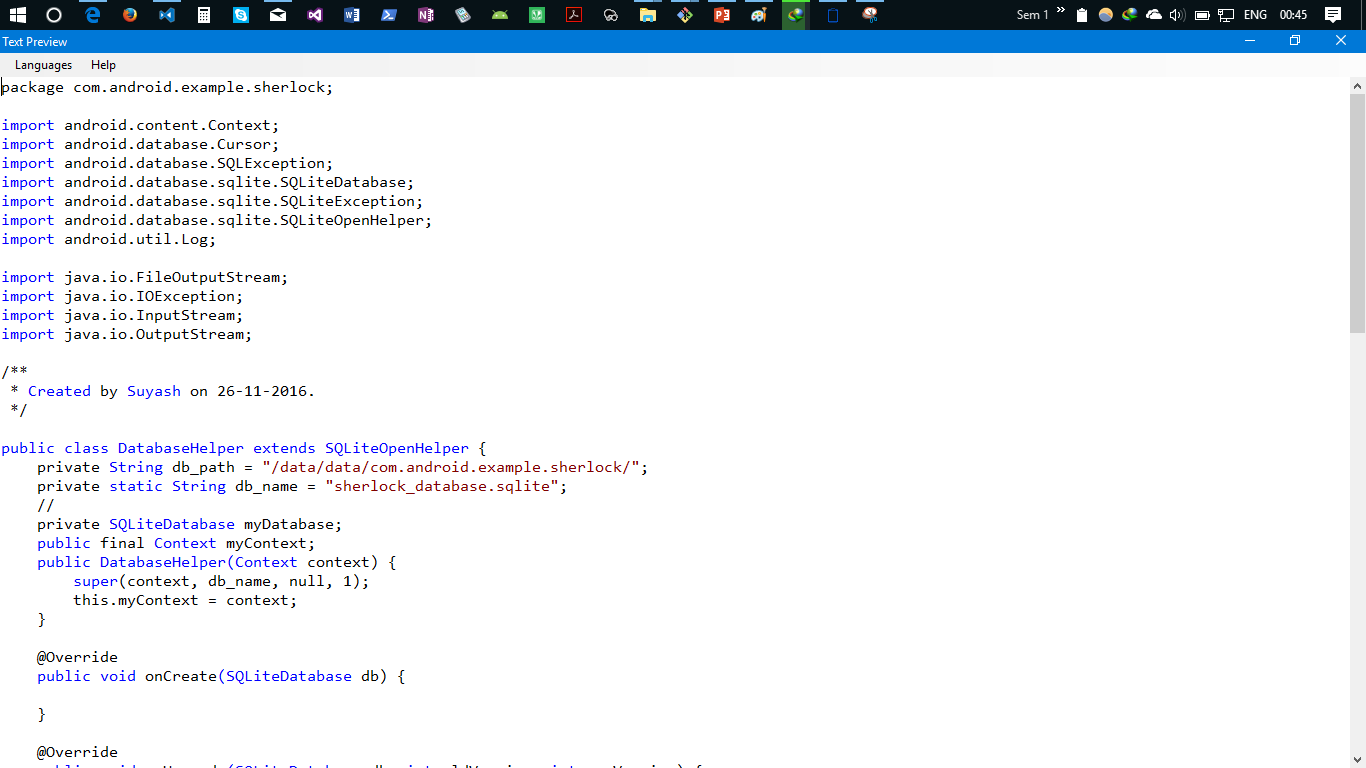 Sem 1
ENG
00:45
Text Preview
Languages Help
package com.android.example.sherlock;
import android.content.Context;
import android.database.Cursor;
import android.database.SQLException;
import android.database.sqlite.SQLiteDatabase;
import android.database.sqlite.SQLiteException;
import android.database.sqlite.SQLiteOpenHelper;
import android.util.Log;
import java.io.FileOutputStream;
import java.io.IOException;
import java.io.InputStream;
import java.io.OutputStream;
/**
 * Created by Suyash on 26-11-2016.
 */
public class DatabaseHelper extends SQLiteOpenHelper {
    private String db_path = "/data/data/com.android.example.sherlock/";
    private static String db_name = "sherlock_database.sqlite";
    //
    private SQLiteDatabase myDatabase;
    public final Context myContext;
    public DatabaseHelper(Context context) {
        super(context, db_name, null, 1);
        this.myContext = context;
    }
    @Override
    public void onCreate(SQLiteDatabase db) {
    }
    @Override